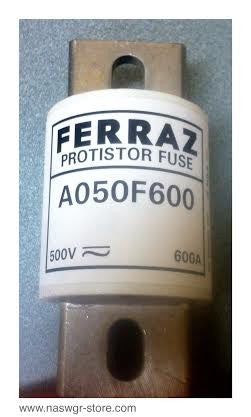 FERRAZ
PROTISTOR FUSE
A050F600
500V ⎓ 600A
www.naswgr-store.com